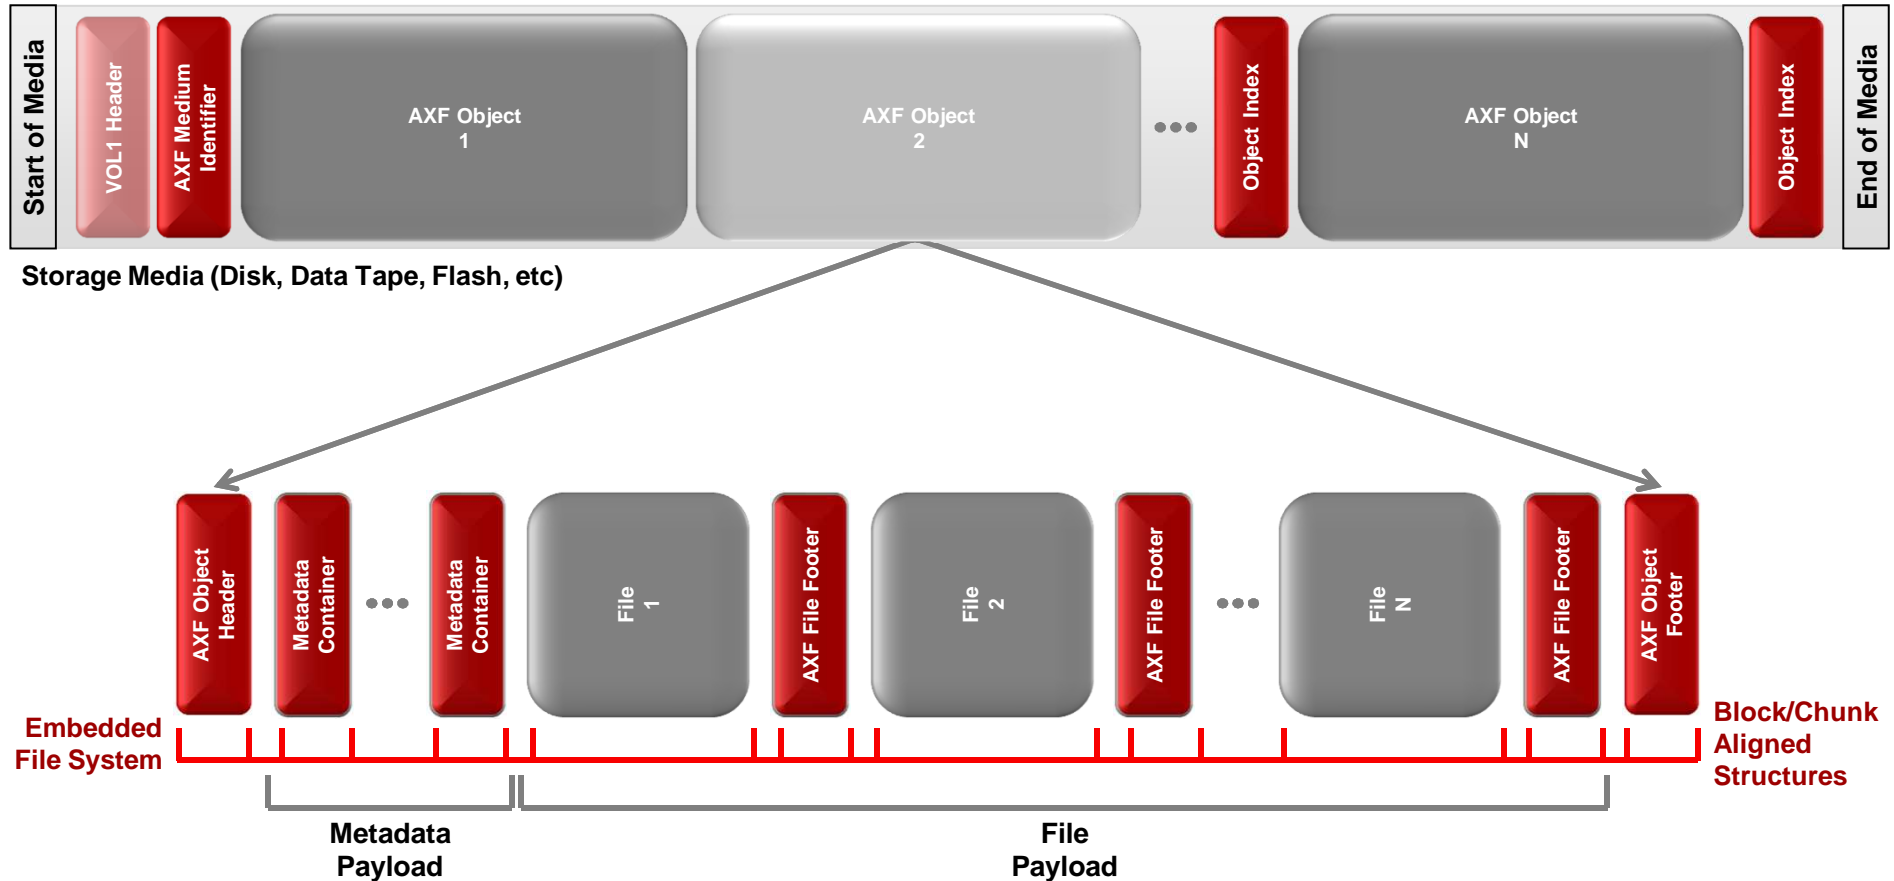 Start of Media
VOL1 Header
AXF Medium
Identifier
AXF Object
1
AXF Object
2
Object Index
AXF Object
N
Object Index
End of Media
Storage Media (Disk, Data Tape, Flash, etc)
AXF Object
Header
Metadata
Container
Metadata
Container
File
1
AXF File Footer
File
2
AXF File Footer
File
N
AXF File Footer
AXF Object
Footer
Embedded
File System
Block/Chunk
Aligned
Structures
Metadata
Payload
File
Payload